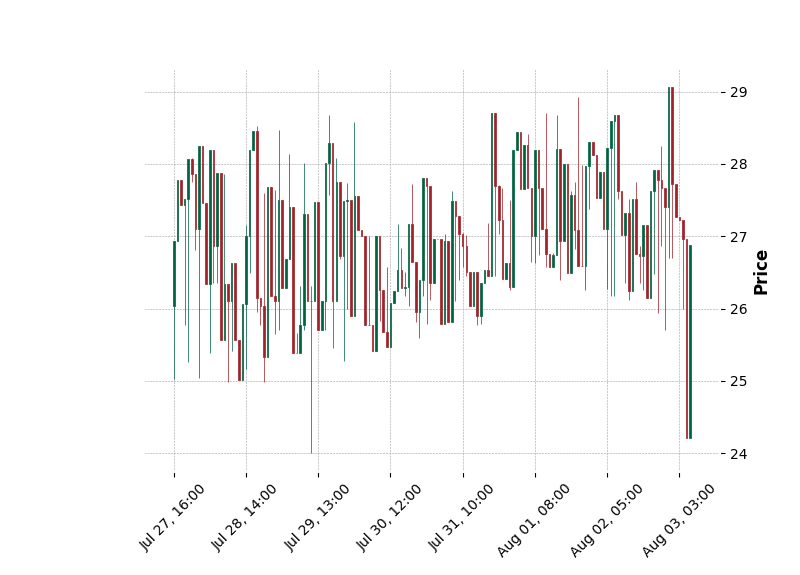 29
28
27
26
25
24
Price
Jul 27, 16:00
Jul 28, 14:00
Jul 29, 13:00
Jul 30, 12:00
Jul 31, 10:00
Aug 01, 08:00
Aug 02, 05:00
Aug 03, 03:00